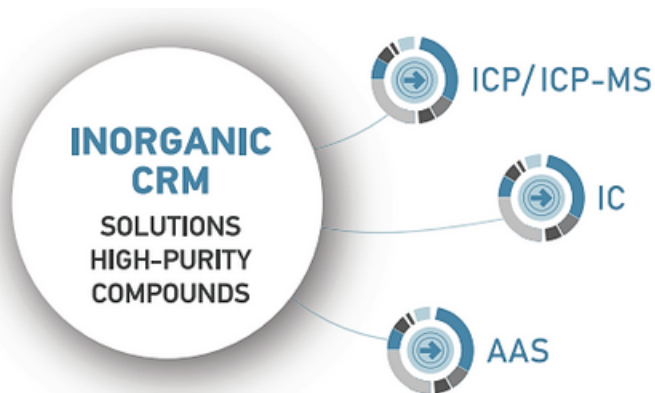 INORGANIC
CRM
SOLUTIONS
HIGH-PURITY
COMPOUNDS
ICP/ICP-MS
IC
AAS